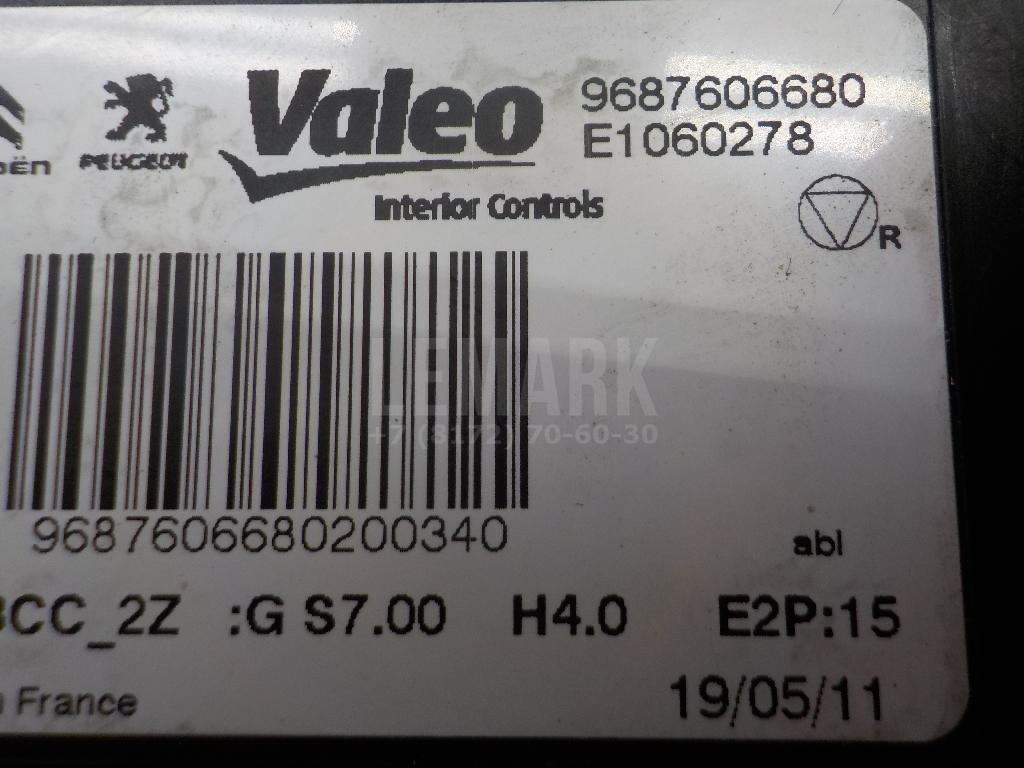 PEUGEOT
Valeo
Interior Controls
9687606680
E1060278
R
LEMARK
+7 (8172) 70-60-30
9687606680200340
abl
CC_2Z :G S7.00 H4.0 E2P:15
France
19/05/11